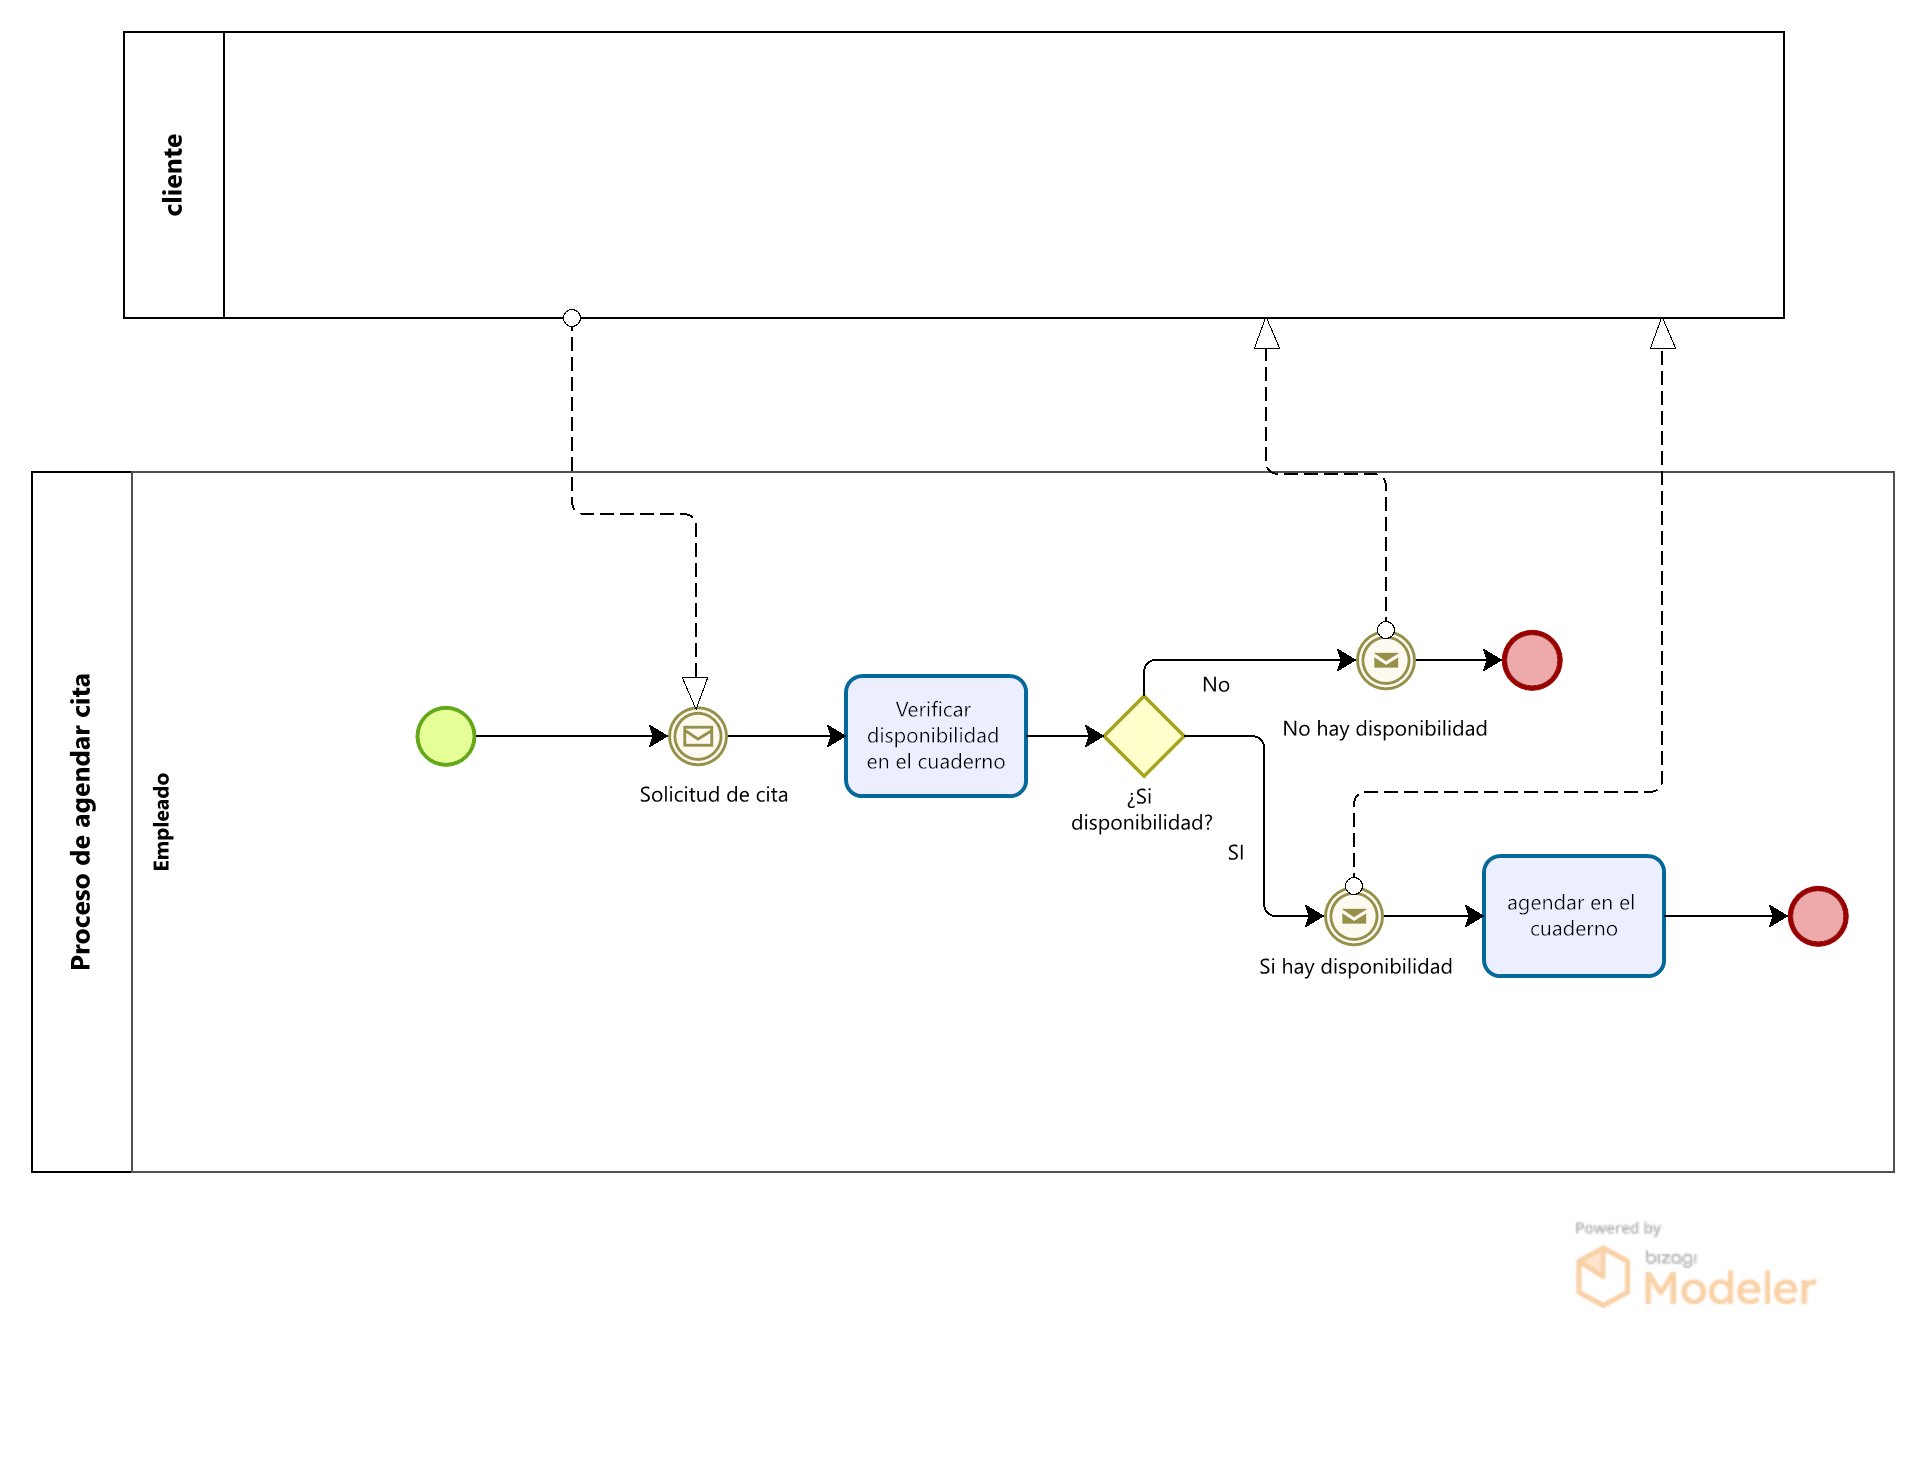 cliente
Proceso de agendar cita
Empleado
Solicitud de cita
Verificar
disponibilidad
en el cuaderno
¿Si
disponibilidad?
No
No hay disponibilidad
SI
Si hay disponibilidad
agendar en el
cuaderno
Powered by
bizagi
Modeler